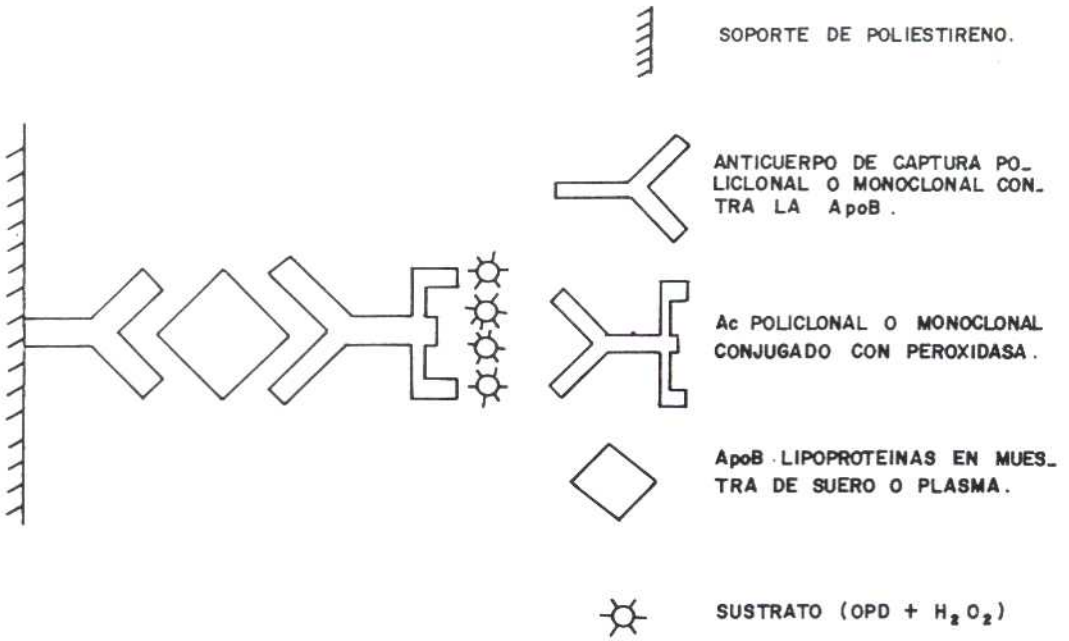 SOPORTE DE POLIESTIRENO.
ANTICUERPO DE CAPTURA PO_
LICLONAL O MONOCLONAL CON_
TRA LA ApoB.
Ac POLICLONAL O MONOCLONAL
CONJUGADO CON PEROXIDASA.
ApoB LIPOPROTEINAS EN MUES_
TRA DE SUERO O PLASMA.
SUSTRATO (OPD + H₂O₂)